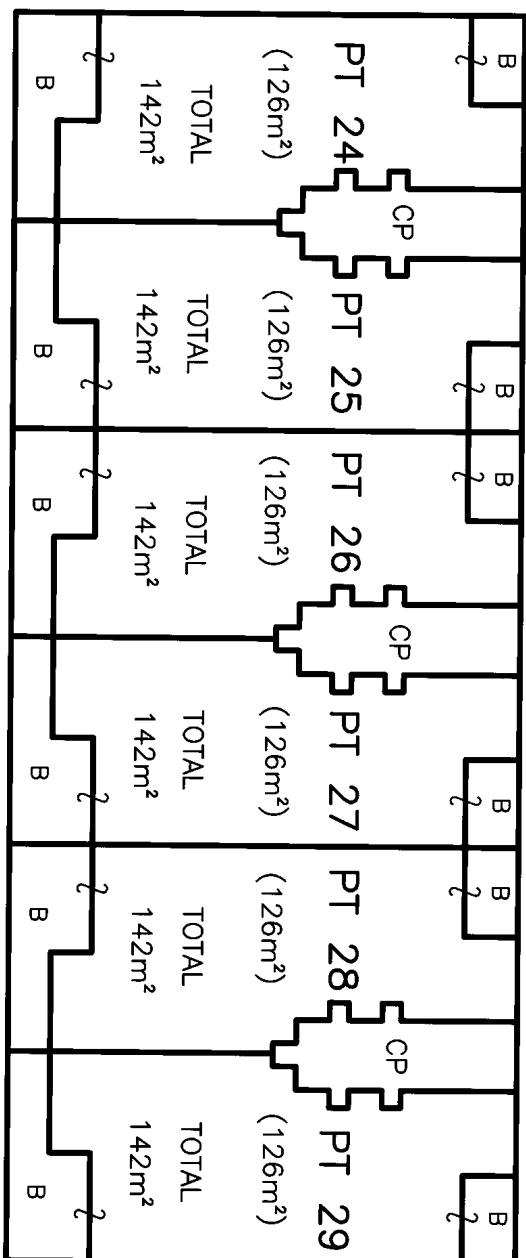 B
PT 24
(126m²)
TOTAL
142m²
B
CP
B
PT 25
(126m²)
TOTAL
142m²
B
B
PT 26
(126m²)
TOTAL
142m²
B
CP
B
PT 27
(126m²)
TOTAL
142m²
B
B
PT 28
(126m²)
TOTAL
142m²
B
CP
B
PT 29
(126m²)
TOTAL
142m²
B